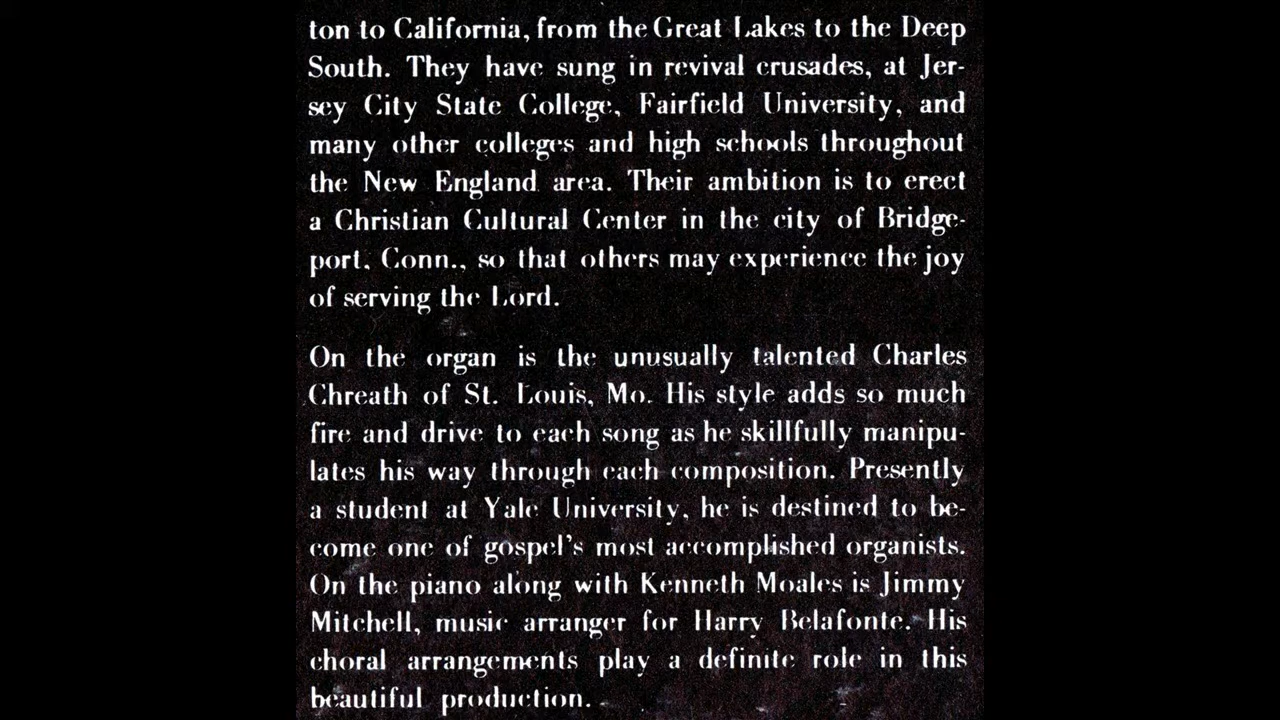 ton to California, from the Great Lakes to the Deep
South. They have sung in revival crusades, at Jer-
sey City State College, Fairfield University, and
many other colleges and high schools throughout
the New England area. Their ambition is to erect
a Christian Cultural Center in the city of Bridge-
port, Conn., so that others may experience the joy
of serving the Lord.
On the organ is the unusually talented Charles
Chreath of St. Louis, Mo. His style adds so much
fire and drive to each song as he skillfully manipu-
lates his way through each composition. Presently
a student at Yale University, he is destined to be-
come one of gospel's most accomplished organists.
On the piano along with Kenneth Moales is Jimmy
Mitchell, music arranger for Harry Belafonte. His
choral arrangements play a definite role in this
beautiful production.